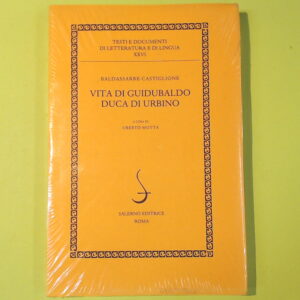 TESTI E DOCUMENTI
DI LETTERATURA E DI LINGUA
XXVI
BALDASSARRE CASTIGLIONE
VITA DI GUIDUBALDO
DUCA DI URBINO
A CURA DI
UBERTO MOTTA
SALERNO EDITRICE
ROMA